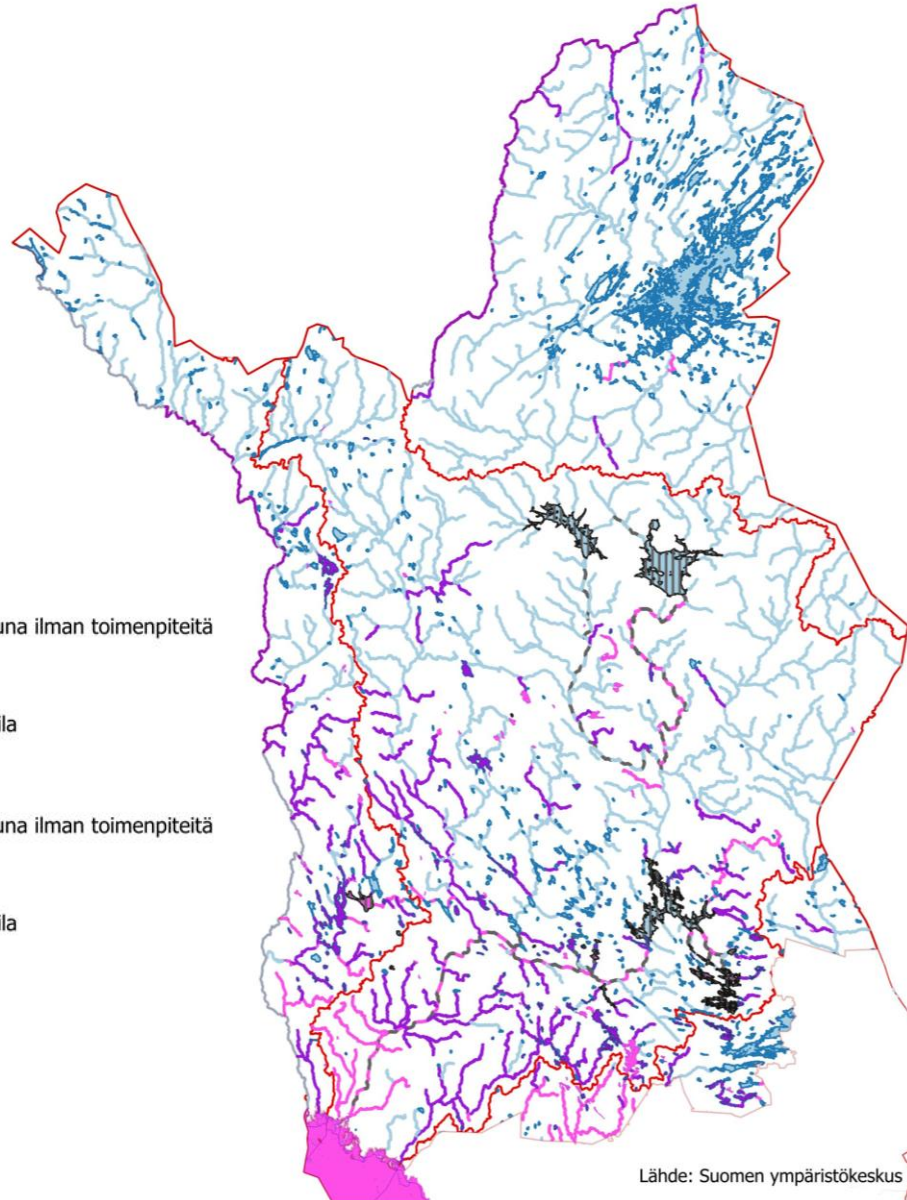 una ilman toimenpiteitä
ila
una ilman toimenpiteitä
ila
Lähde: Suomen ympäristökeskus